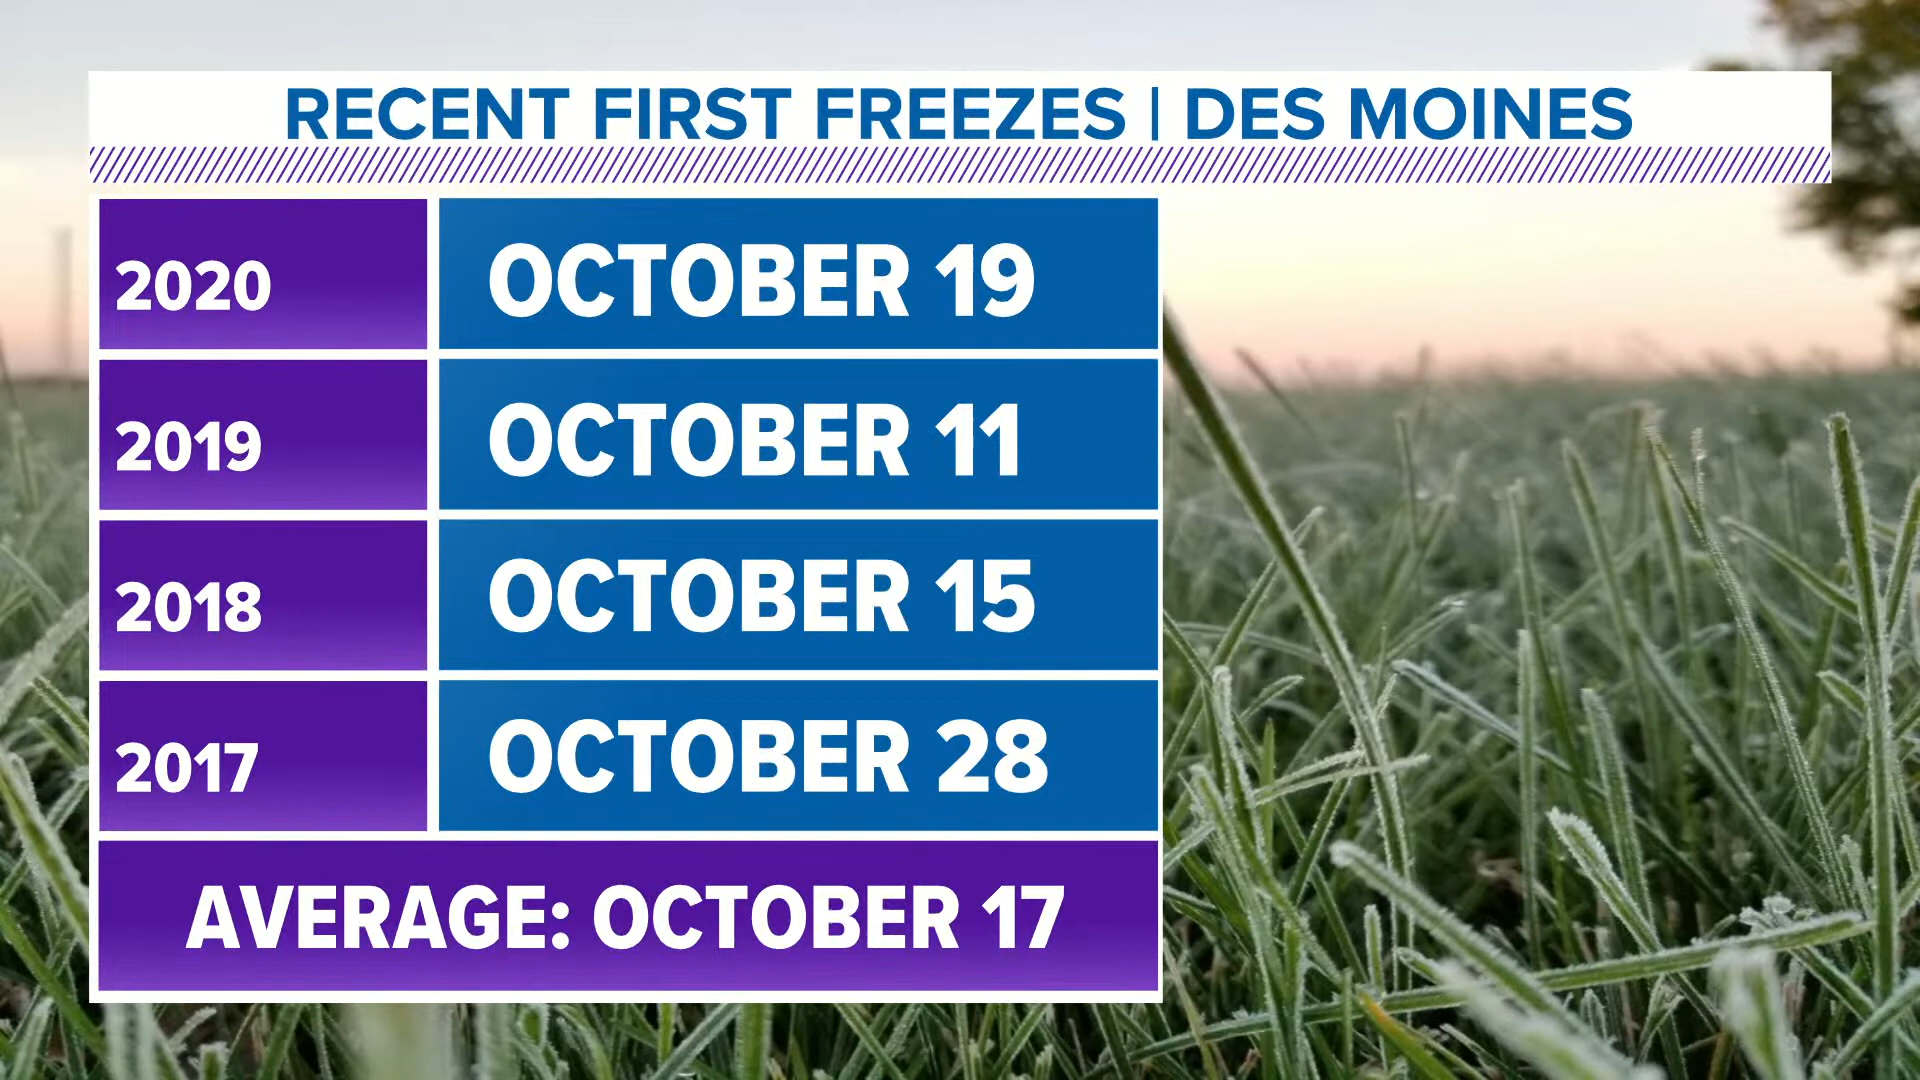 RECENT FIRST FREEZES | DES MOINES
2020 OCTOBER 19
2019 OCTOBER 11
2018 OCTOBER 15
2017 OCTOBER 28
AVERAGE: OCTOBER 17